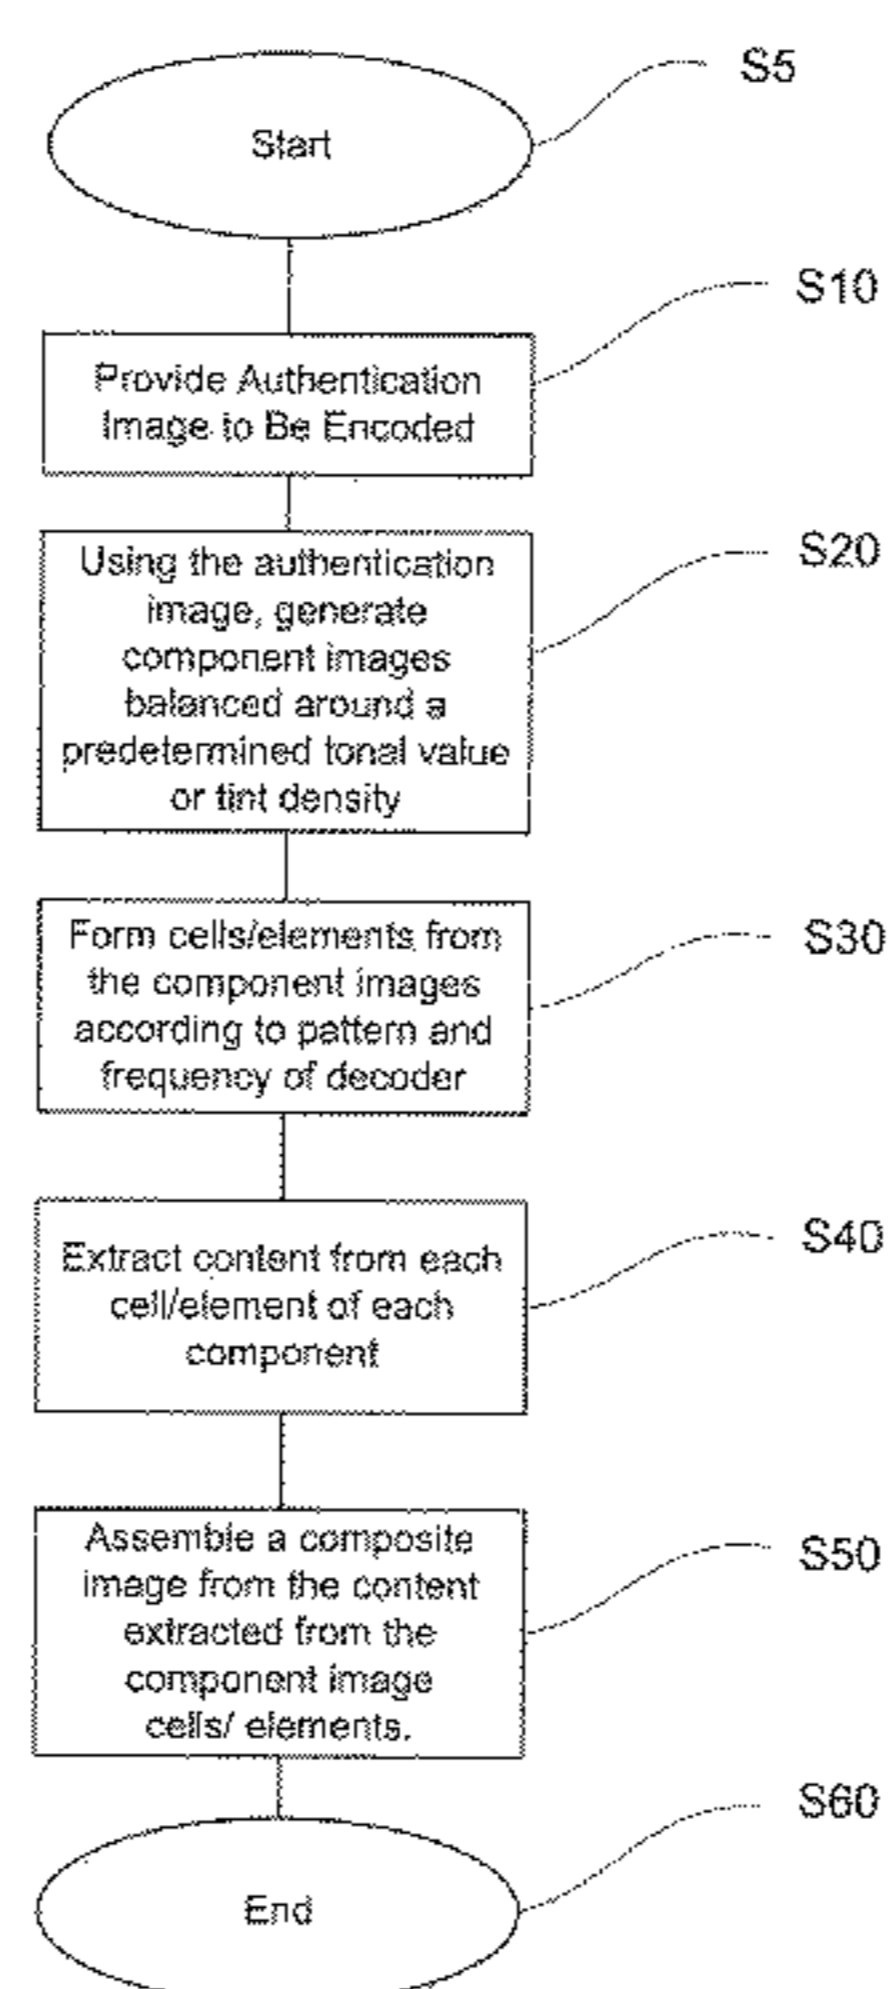 Start
S5
Provide Authentication
Image to Be Encoded
S10
Using the authentication
image, generate
component images
balanced around a
predetermined tonal value
or tint density
S20
Form cells/elements from
the component images
according to pattern and
frequency of decoder
S30
Extract content from each
cell/element of each
component
S40
Assemble a composite
image from the content
extracted from the
component image
cells/ elements.
S50
End
S60